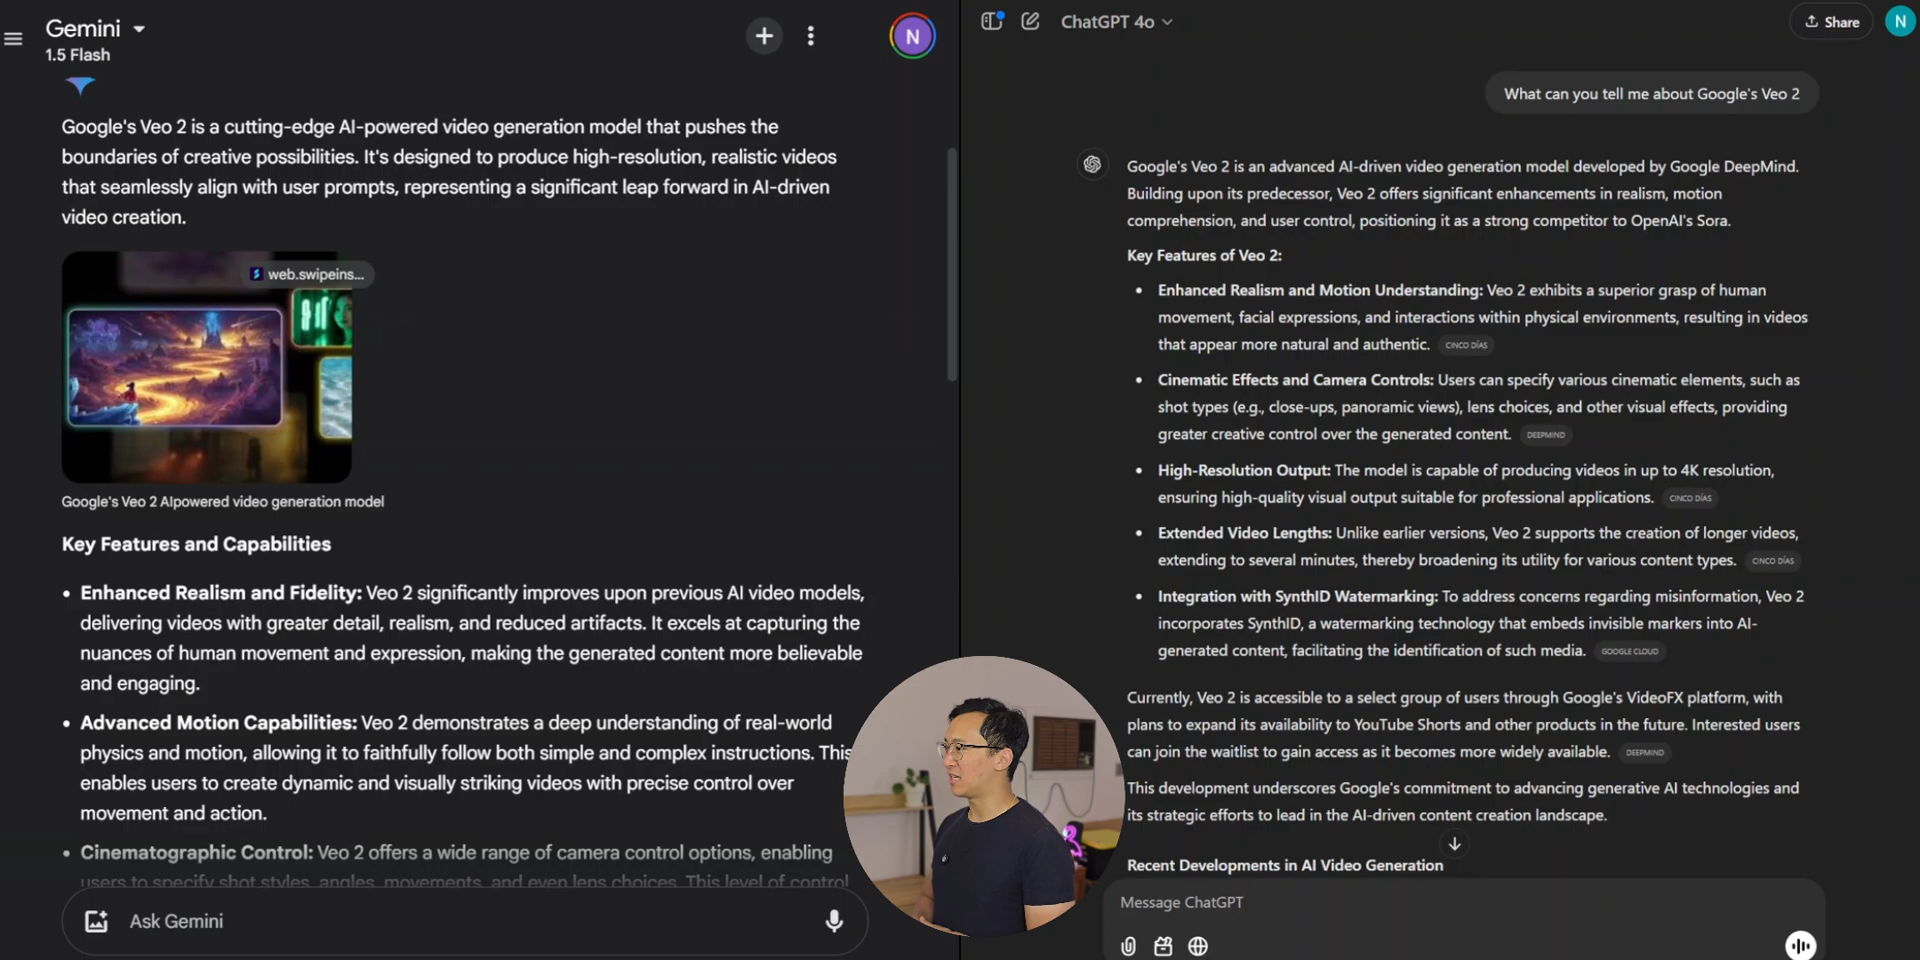 Gemini
1.5 Flash
N
Google's Veo 2 is a cutting-edge AI-powered video generation model that pushes the
boundaries of creative possibilities. It's designed to produce high-resolution, realistic videos
that seamlessly align with user prompts, representing a significant leap forward in AI-driven
video creation.
web.swipeins...
Google's Veo 2 AIpowered video generation model
Key Features and Capabilities
• Enhanced Realism and Fidelity: Veo 2 significantly improves upon previous AI video models,
delivering videos with greater detail, realism, and reduced artifacts. It excels at capturing the
nuances of human movement and expression, making the generated content more believable
and engaging.
• Advanced Motion Capabilities: Veo 2 demonstrates a deep understanding of real-world
physics and motion, allowing it to faithfully follow both simple and complex instructions. This
enables users to create dynamic and visually striking videos with precise control over
movement and action.
• Cinematographic Control: Veo 2 offers a wide range of camera control options, enabling
users to specify shot styles, angles, movements, and even lens choices. This level of control
Ask Gemini
ChatGPT 4o
Share
N
What can you tell me about Google's Veo 2
Google's Veo 2 is an advanced AI-driven video generation model developed by Google DeepMind.
Building upon its predecessor, Veo 2 offers significant enhancements in realism, motion
comprehension, and user control, positioning it as a strong competitor to OpenAI's Sora.
Key Features of Veo 2:
• Enhanced Realism and Motion Understanding: Veo 2 exhibits a superior grasp of human
movement, facial expressions, and interactions within physical environments, resulting in videos
that appear more natural and authentic. CINCO DÍAS
• Cinematic Effects and Camera Controls: Users can specify various cinematic elements, such as
shot types (e.g., close-ups, panoramic views), lens choices, and other visual effects, providing
greater creative control over the generated content. DEEPMIND
• High-Resolution Output: The model is capable of producing videos in up to 4K resolution,
ensuring high-quality visual output suitable for professional applications. CINCO DÍAS
• Extended Video Lengths: Unlike earlier versions, Veo 2 supports the creation of longer videos,
extending to several minutes, thereby broadening its utility for various content types. CINCO DÍAS
• Integration with SynthID Watermarking: To address concerns regarding misinformation, Veo 2
incorporates SynthID, a watermarking technology that embeds invisible markers into AI-
generated content, facilitating the identification of such media. GOOGLE CLOUD
Currently, Veo 2 is accessible to a select group of users through Google's VideoFX platform, with
plans to expand its availability to YouTube Shorts and other products in the future. Interested users
can join the waitlist to gain access as it becomes more widely available. DEEPMIND
This development underscores Google's commitment to advancing generative AI technologies and
its strategic efforts to lead in the AI-driven content creation landscape.
Recent Developments in AI Video Generation
Message ChatGPT